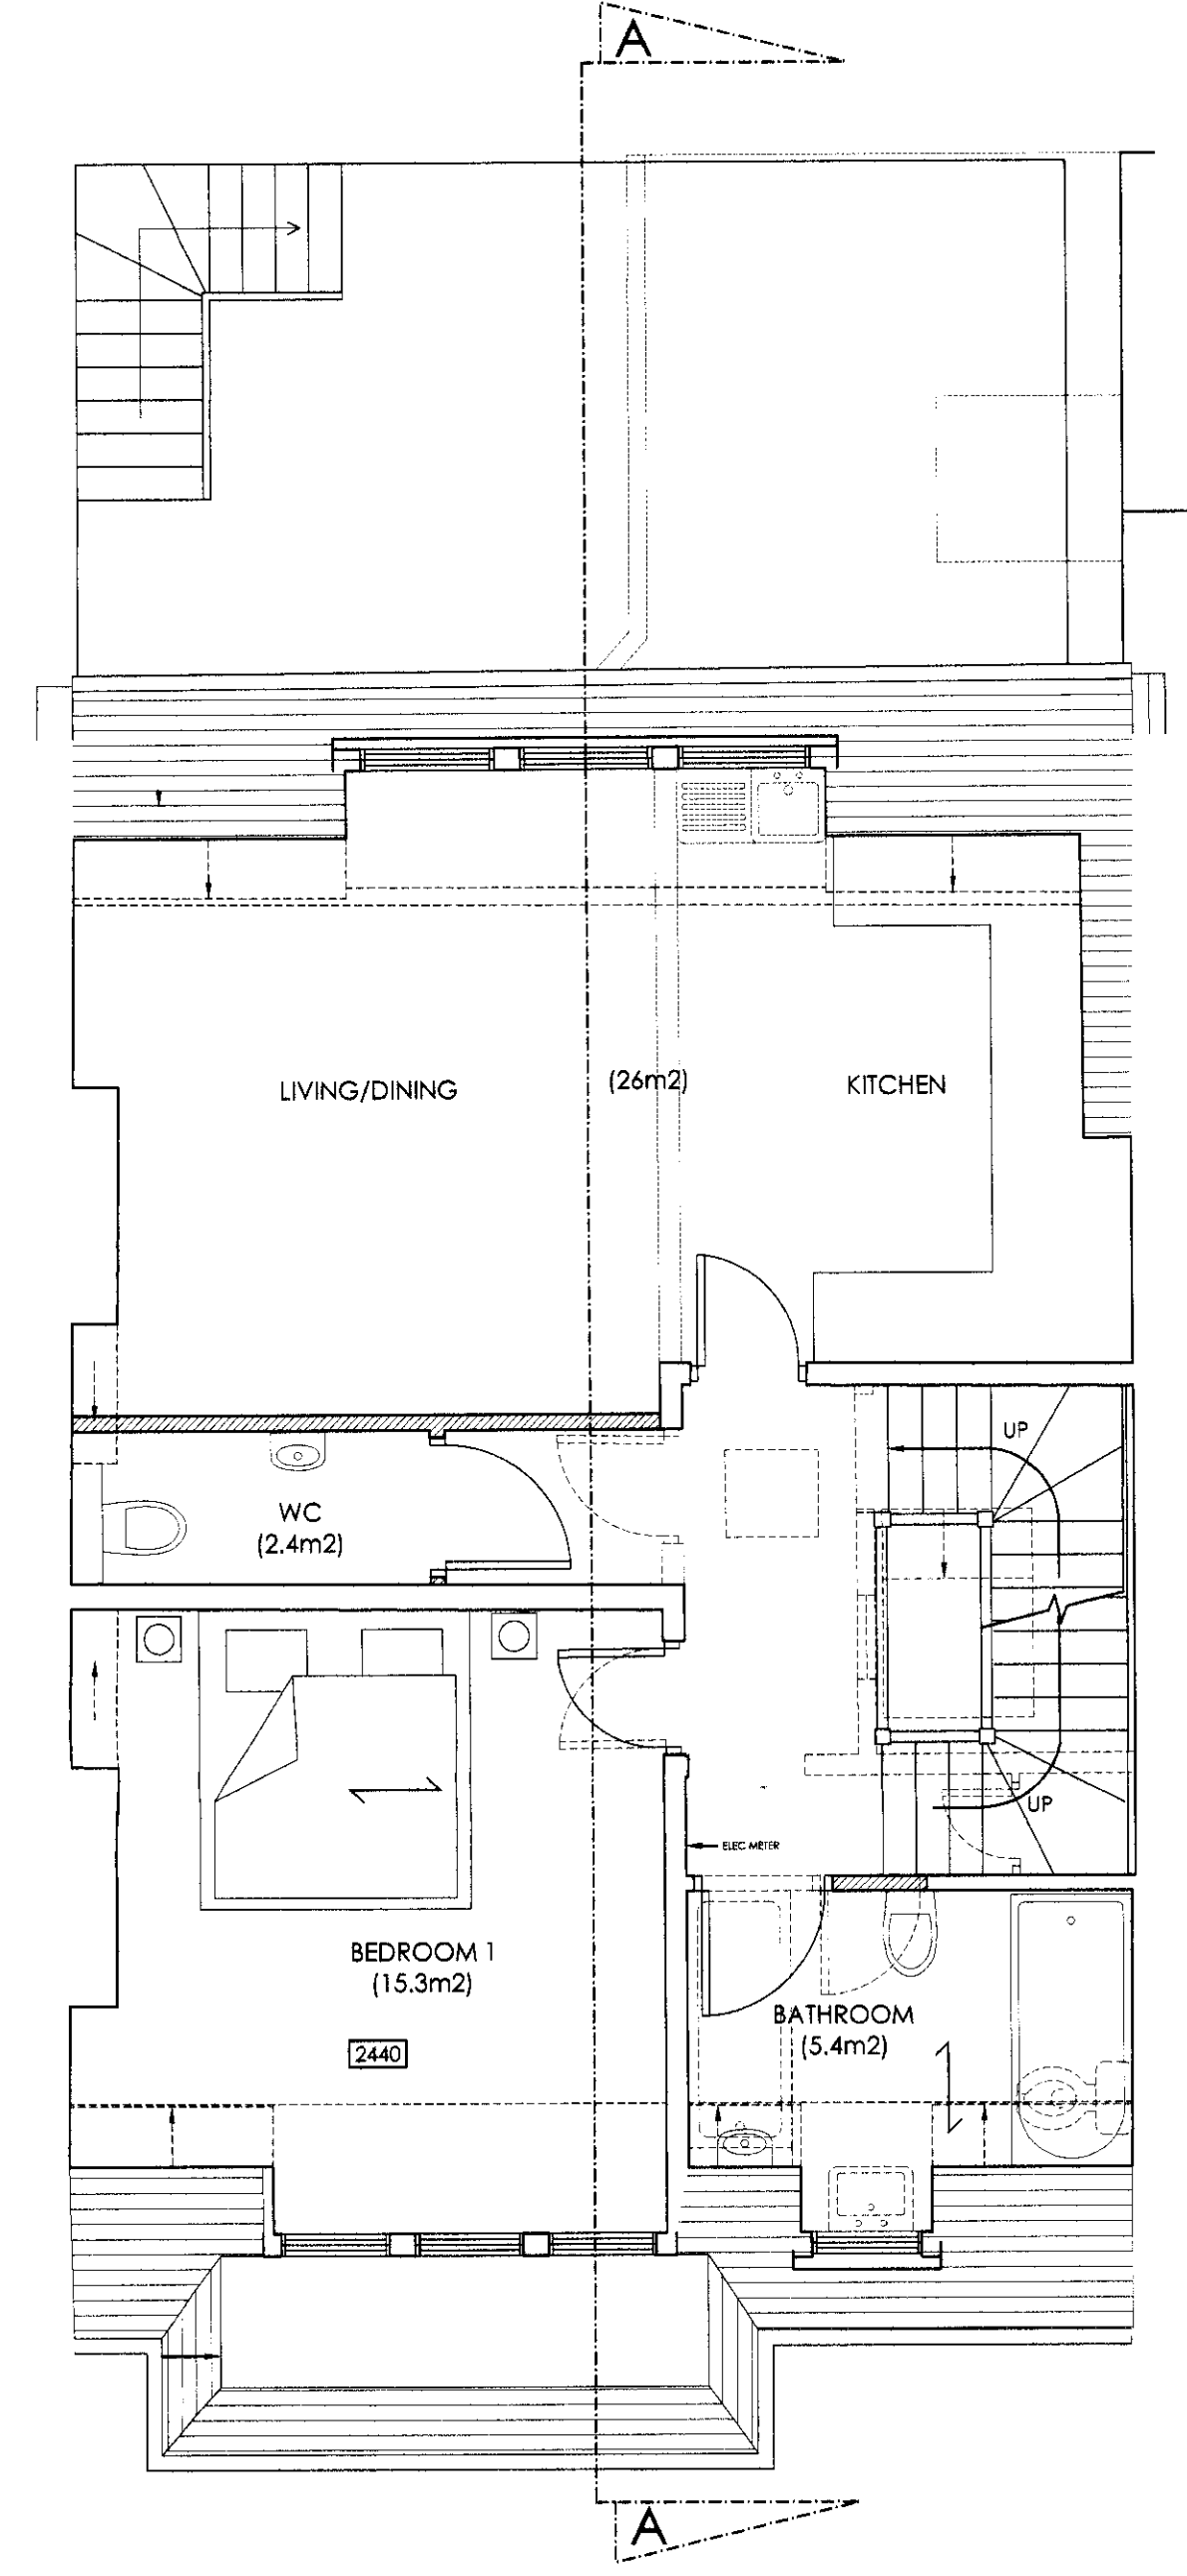 A
LIVING/DINING
(26m2)
KITCHEN
UP
WC
(2.4m2)
UP
ELEC METER
BEDROOM 1
(15.3m2)
BATHROOM
(5.4m2)
2440
A